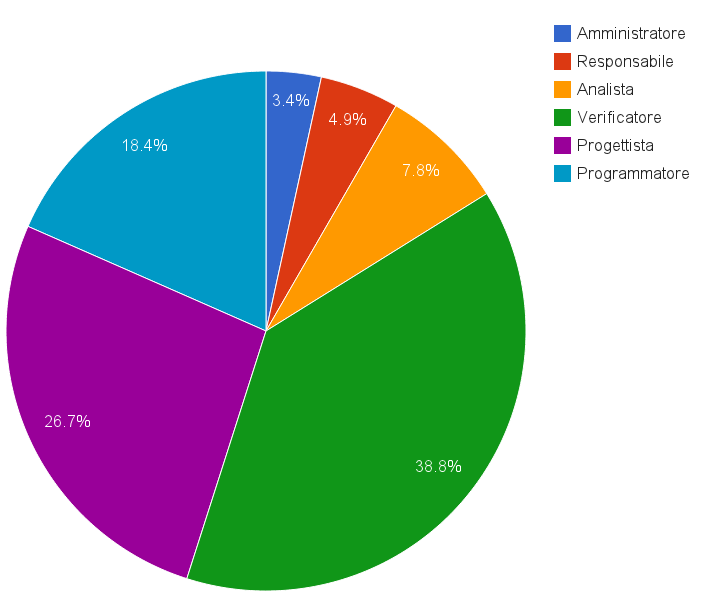 Amministratore
Responsabile
Analista
Verificatore
Progettista
Programmatore
3.4%
4.9%
7.8%
18.4%
26.7%
38.8%